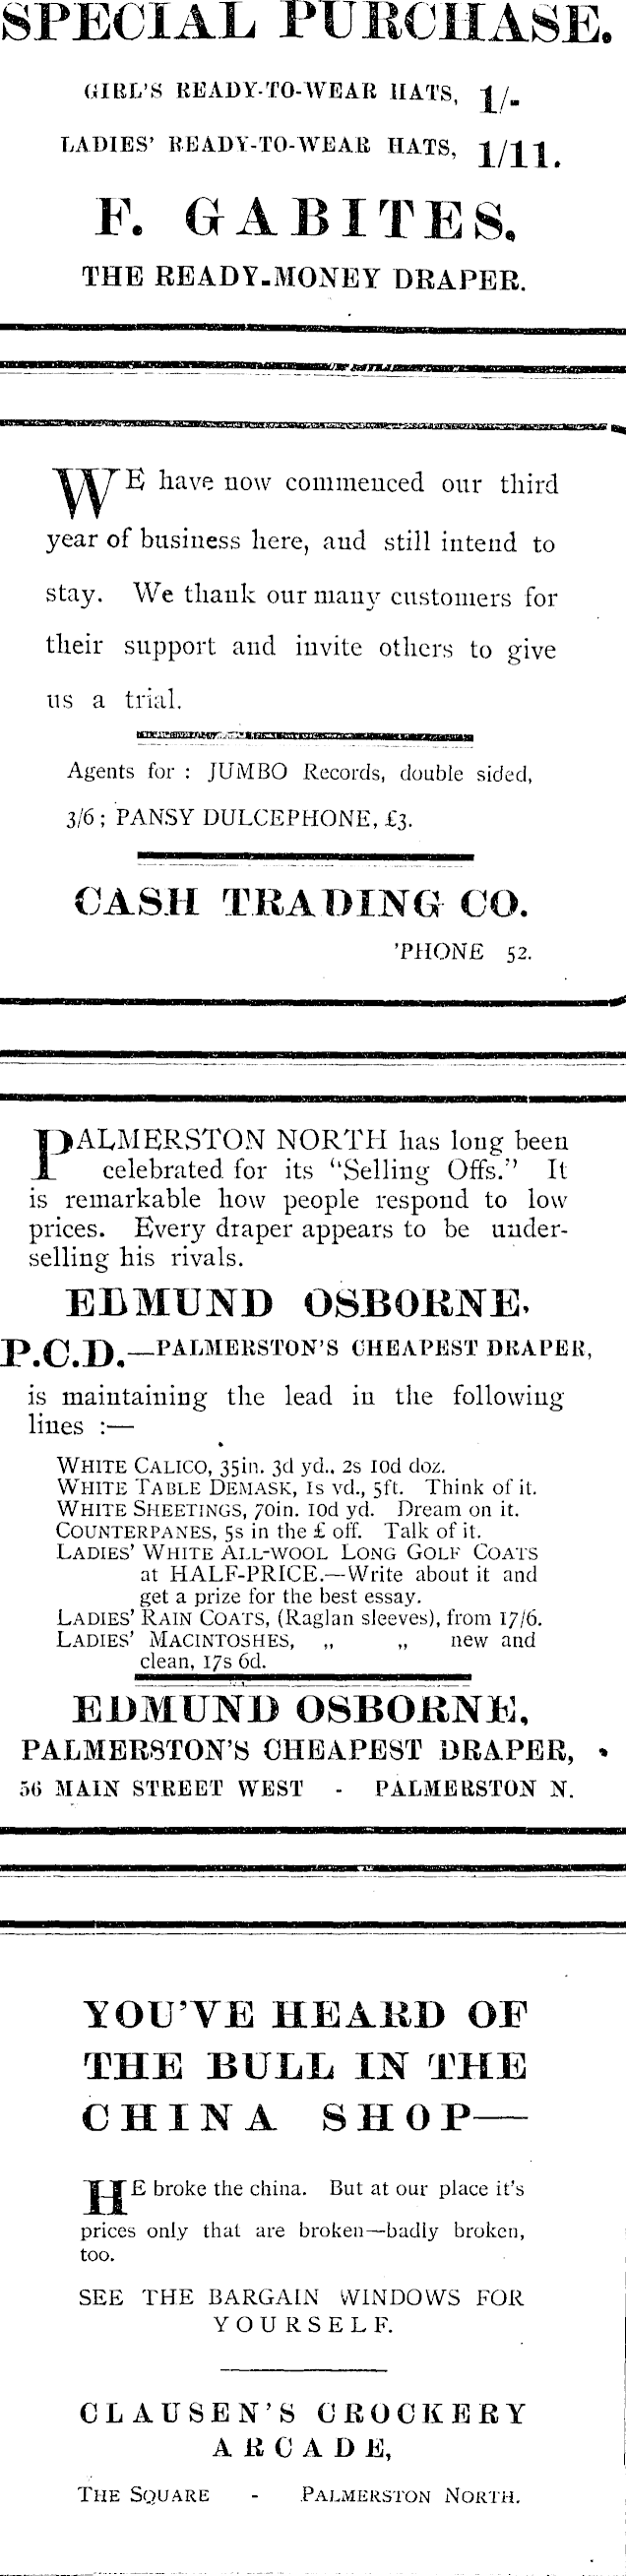 SPECIAL PURCHASE.
GIRL'S READY-TO-WEAR HATS, 1/-
LADIES' READY-TO-WEAR HATS, 1/11.
F. GABITES.
THE READY-MONEY DRAPER.
WE have now commenced our third
year of business here, and still intend to
stay. We thank our many customers for
their support and invite others to give
us a trial.
Agents for : JUMBO Records, double sided,
3/6 ; PANSY DULCEPHONE, £3.
CASH TRADING CO.
'PHONE 52.
PALMERSTON NORTH has long been
celebrated for its "Selling Offs." It
is remarkable how people respond to low
prices. Every draper appears to be under-
selling his rivals.
EDMUND OSBORNE,
P.C.D.—PALMERSTON'S CHEAPEST DRAPER,
is maintaining the lead in the following
lines :—
WHITE CALICO, 35in. 3d yd., 2s 10d doz.
WHITE TABLE DEMASK, 1s yd., 5ft. Think of it.
WHITE SHEETINGS, 70in. 10d yd. Dream on it.
COUNTERPANES, 5s in the £ off. Talk of it.
LADIES' WHITE ALL-WOOL LONG GOLF COATS
at HALF-PRICE.—Write about it and
get a prize for the best essay.
LADIES' RAIN COATS, (Raglan sleeves), from 17/6.
LADIES' MACINTOSHES, ,, ,, new and
clean, 17s 6d.
EDMUND OSBORNE,
PALMERSTON'S CHEAPEST DRAPER,
56 MAIN STREET WEST - PALMERSTON N.
YOU'VE HEARD OF
THE BULL IN THE
CHINA SHOP—
HE broke the china. But at our place it's
prices only that are broken—badly broken,
too.
SEE THE BARGAIN WINDOWS FOR
YOURSELF.
CLAUSEN'S CROCKERY
ARCADE,
THE SQUARE - PALMERSTON NORTH.